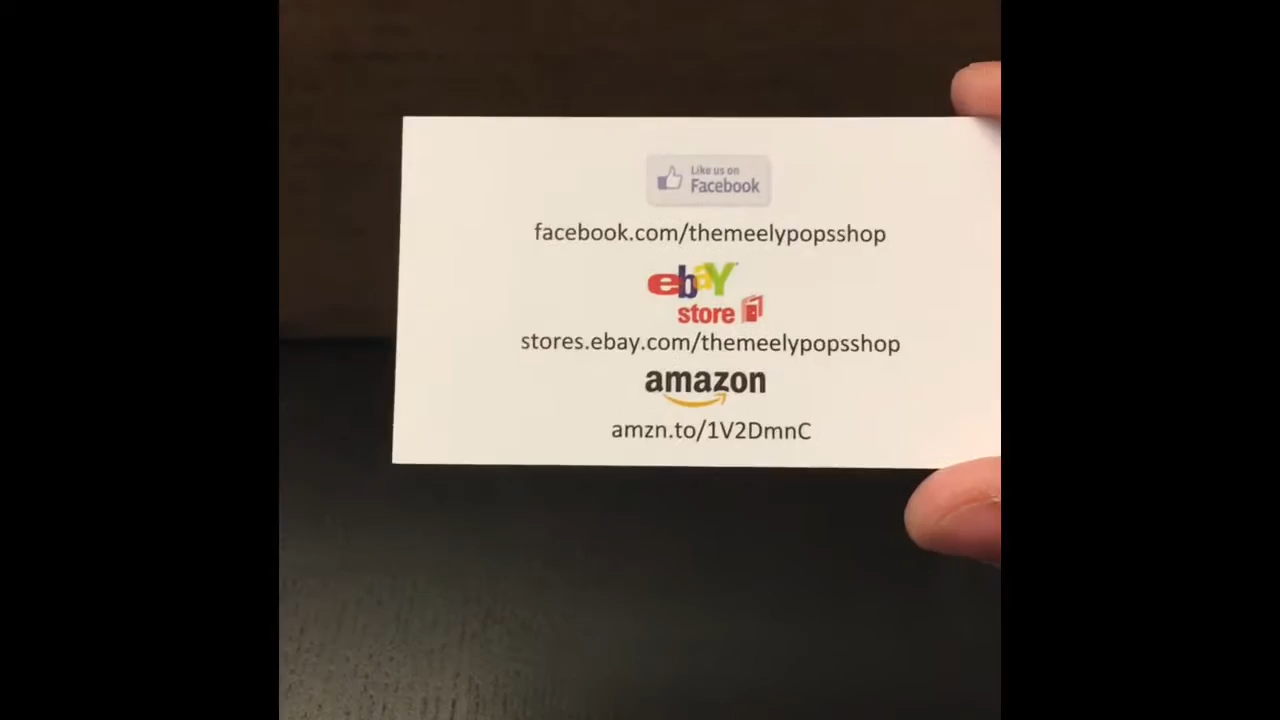 Like us on
Facebook
facebook.com/themeelypopsshop
ebaY
store
stores.ebay.com/themeelypopsshop
amazon
amzn.to/1V2DmnC